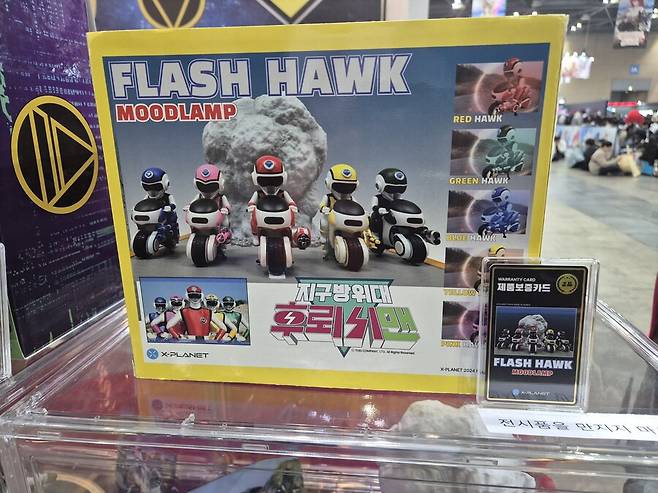 FLASH HAWK
MOODLAMP
RED HAWK
GREEN HAWK
BLUE HAWK
YELLOW
PINK
지구방위대
후뢰시맨
X-PLANET
X-PLANET 2024
WARRANTY CARD
제품보증카드
FLASH HAWK
MOODLAMP
X-PLANET
전시품을 만지지 마